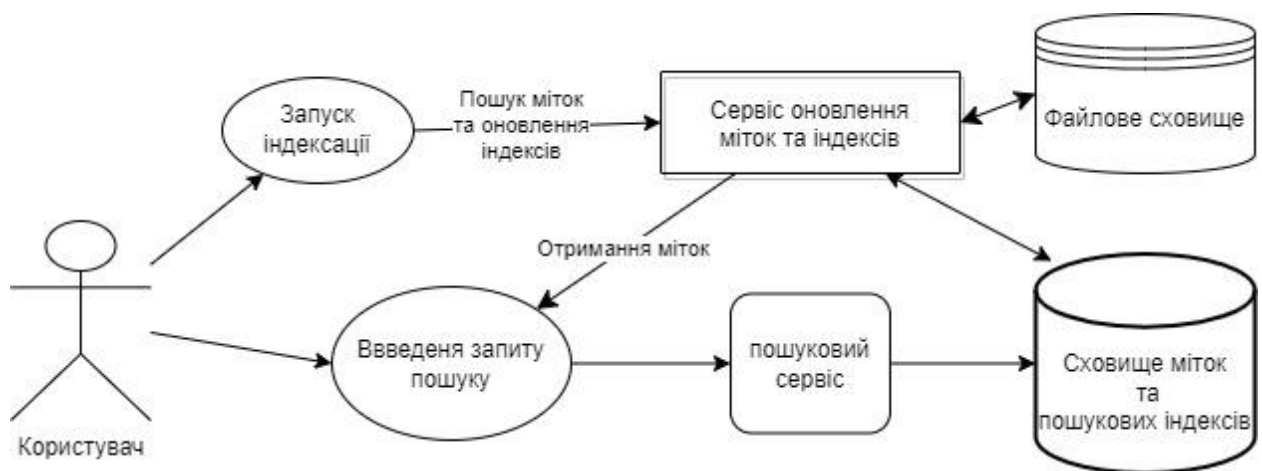 Запуск
індексації
Пошук міток
та оновлення
індексів
Сервіс оновлення
міток та індексів
Файлове сховище
Отримання міток
Користувач
Ввведеня запиту
пошуку
пошуковий
сервіс
Сховище міток
та
пошукових індексів